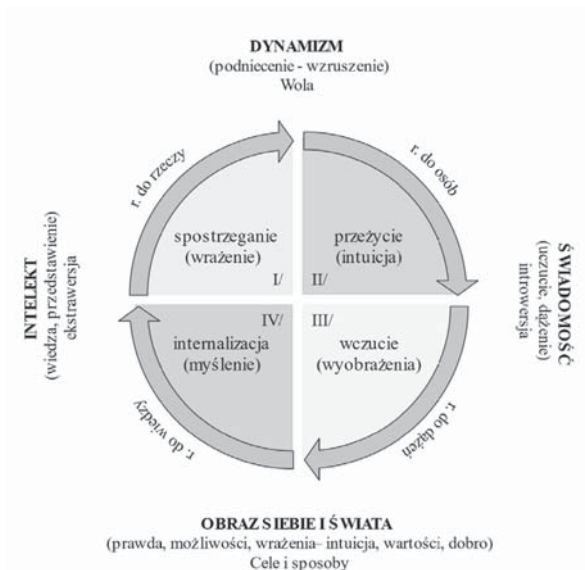 DYNAMIZM
(podniecenie - wzruszenie)
Wola
r. do rzeczy
r. do osób
spostrzeganie
(wrażenie)
I/
przeżycie
(intuicja)
II/
INTELEKT
(wiedza, przedstawienie)
ekstrawersja
ŚWIADOMOŚĆ
(uczucie, dążenie)
introwersja
IV/
internalizacja
(myślenie)
III/
wczucie
(wyobrażenia)
r. do wiedzy
r. do dążeń
OBRAZ SIEBIE I ŚWIATA
(prawda, możliwości, wrażenia– intuicja, wartości, dobro)
Cele i sposoby